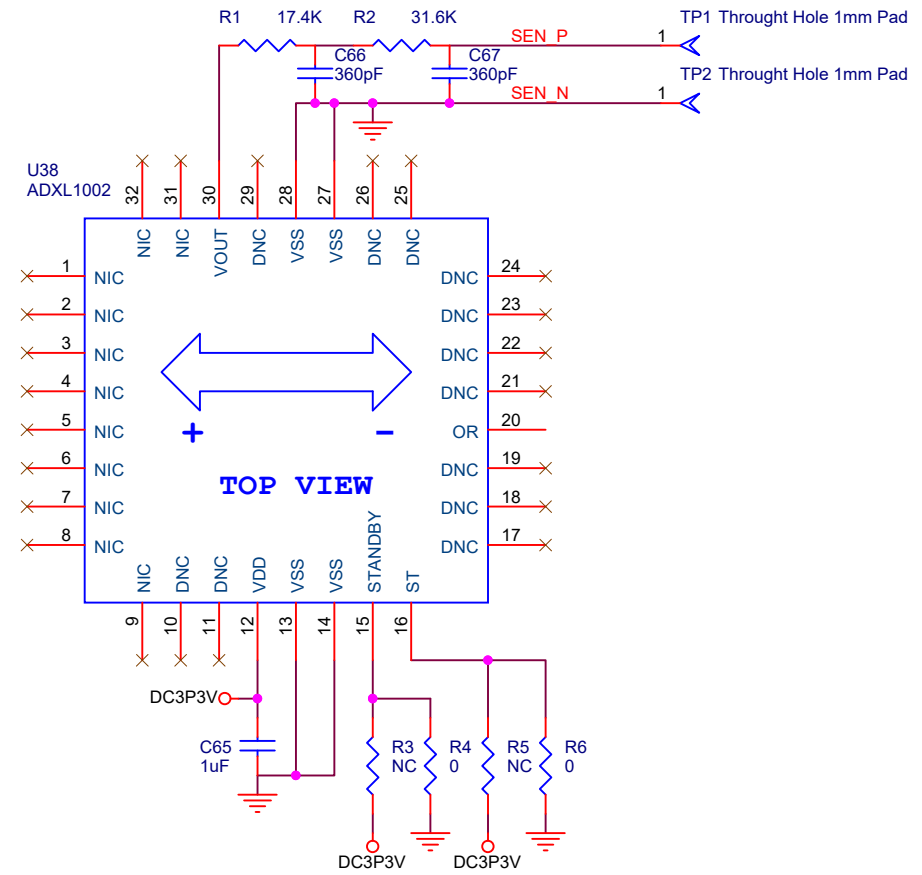 R1 17.4K R2 31.6K
TP1 Throught Hole 1mm Pad
SEN_P 1
C66
360pF
C67
360pF
TP2 Throught Hole 1mm Pad
SEN_N 1
U38
ADXL1002
32 31 30 29 28 27 26 25
NIC NIC VOUT DNC VSS VSS DNC DNC
1 NIC DNC 24
2 NIC DNC 23
3 NIC DNC 22
4 NIC DNC 21
5 NIC + − OR 20
6 NIC DNC 19
TOP VIEW
7 NIC DNC 18
8 NIC DNC 17
NIC DNC DNC VDD VSS VSS STANDBY ST
9 10 11 12 13 14 15 16
DC3P3V
C65
1uF
R3
NC
R4
0
R5
NC
R6
0
DC3P3V DC3P3V